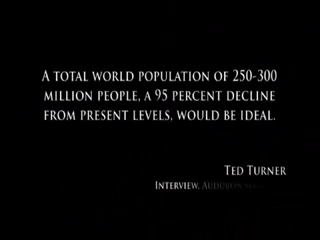 A TOTAL WORLD POPULATION OF 250-300
MILLION PEOPLE, A 95 PERCENT DECLINE
FROM PRESENT LEVELS, WOULD BE IDEAL.
TED TURNER
INTERVIEW, AUDUBON